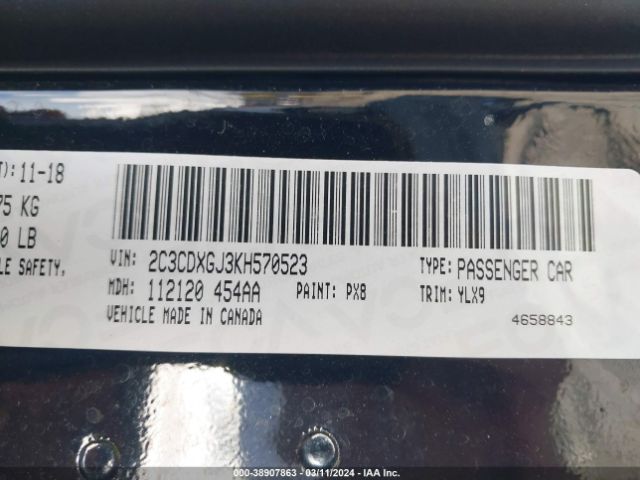 T): 11-18
75 KG
0 LB
LE SAFETY,
VIN: 2C3CDXGJ3KH570523
TYPE: PASSENGER CAR
MDH: 112120 454AA PAINT: PX8 TRIM: YLX9
VEHICLE MADE IN CANADA
4658843
000-38907863 - 03/11/2024 - IAA Inc.